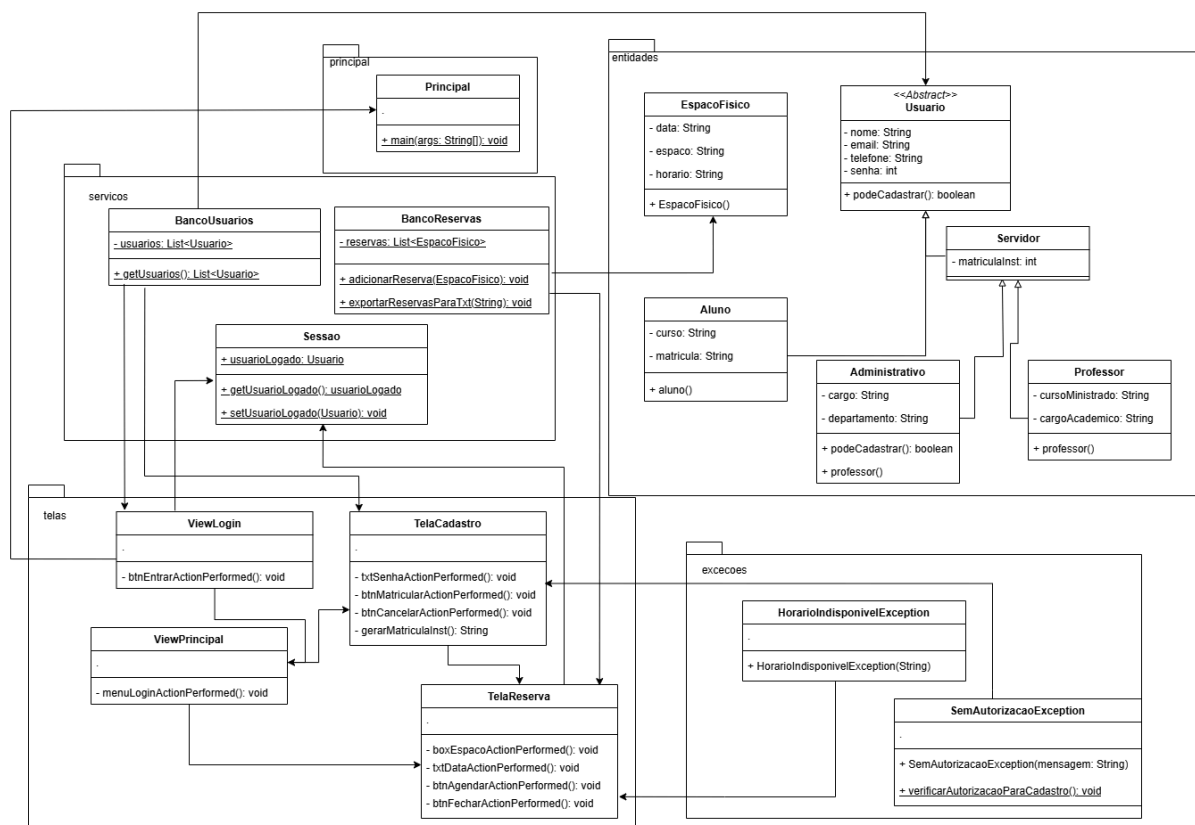 principal
Principal
.
+ main(args: String[]): void
servicos
BancoUsuarios
- usuarios: List<Usuario>
+ getUsuarios(): List<Usuario>
BancoReservas
- reservas: List<EspacoFisico>
+ adicionarReserva(EspacoFisico): void
+ exportarReservasParaTxt(String): void
Sessao
+ usuarioLogado: Usuario
+ getUsuarioLogado(): usuarioLogado
+ setUsuarioLogado(Usuario): void
entidades
EspacoFisico
- data: String
- espaco: String
- horario: String
+ EspacoFisico()
<<Abstract>>
Usuario
- nome: String
- email: String
- telefone: String
- senha: int
+ podeCadastrar(): boolean
Servidor
- matriculaInst: int
Aluno
- curso: String
- matricula: String
+ aluno()
Administrativo
- cargo: String
- departamento: String
+ podeCadastrar(): boolean
+ professor()
Professor
- cursoMinistrado: String
- cargoAcademico: String
+ professor()
telas
ViewLogin
.
- btnEntrarActionPerformed(): void
TelaCadastro
.
- txtSenhaActionPerformed(): void
- btnMatricularActionPerformed(): void
- btnCancelarActionPerformed(): void
- gerarMatriculaInst(): String
ViewPrincipal
.
- menuLoginActionPerformed(): void
TelaReserva
.
- boxEspacoActionPerformed(): void
- txtDataActionPerformed(): void
- btnAgendarActionPerformed(): void
- btnFecharActionPerformed(): void
excecoes
HorarioIndisponivelException
.
+ HorarioIndisponivelException(String)
SemAutorizacaoException
.
+ SemAutorizacaoException(mensagem: String)
+ verificarAutorizacaoParaCadastro(): void